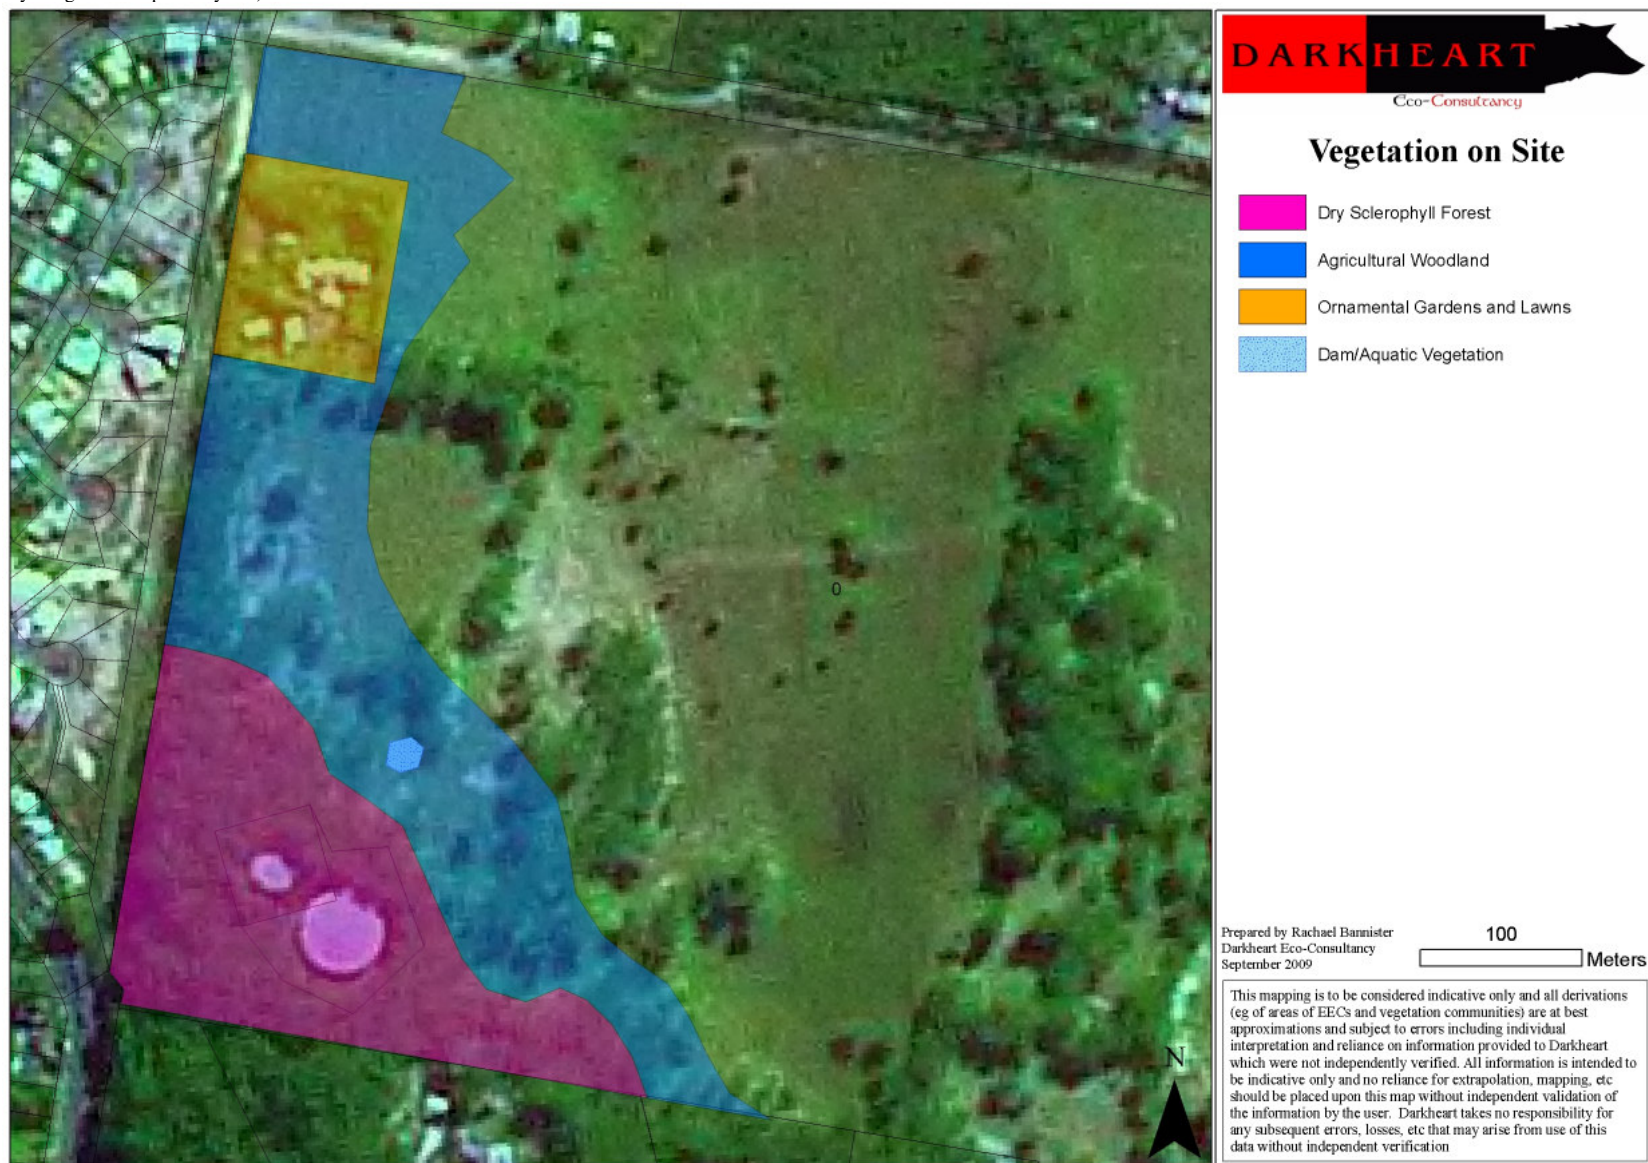 DARKHEART
Eco-Consultancy
Vegetation on Site
Dry Sclerophyll Forest
Agricultural Woodland
Ornamental Gardens and Lawns
Dam/Aquatic Vegetation
0
Prepared by Rachael Bannister
Darkheart Eco-Consultancy
September 2009
100
Meters
This mapping is to be considered indicative only and all derivations
(eg of areas of EECs and vegetation communities) are at best
approximations and subject to errors including individual
interpretation and reliance on information provided to Darkheart
which were not independently verified. All information is intended to
be indicative only and no reliance for extrapolation, mapping, etc
should be placed upon this map without independent validation of
the information by the user. Darkheart takes no responsibility for
any subsequent errors, losses, etc that may arise from use of this
data without independent verification
N